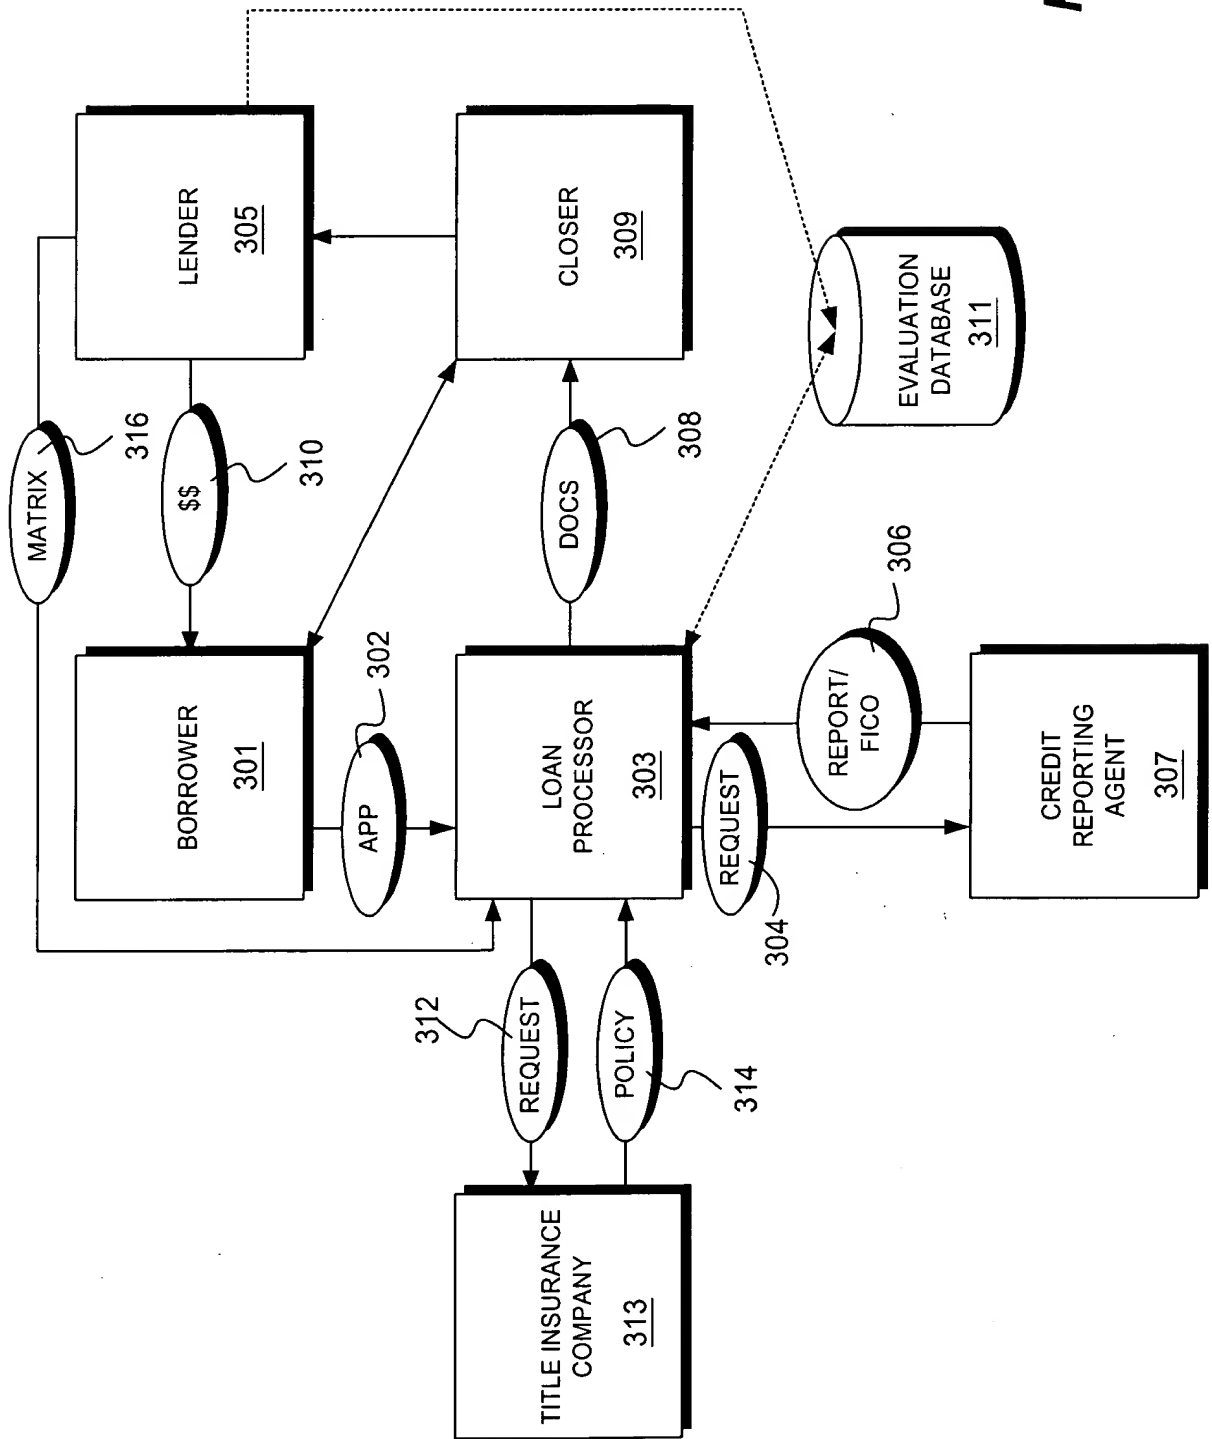 MATRIX
316
BORROWER
301
$$
310
LENDER
305
APP
302
312
REQUEST
TITLE INSURANCE
COMPANY
313
POLICY
314
LOAN
PROCESSOR
303
DOCS
308
CLOSER
309
REQUEST
304
REPORT/
FICO
306
EVALUATION
DATABASE
311
CREDIT
REPORTING
AGENT
307